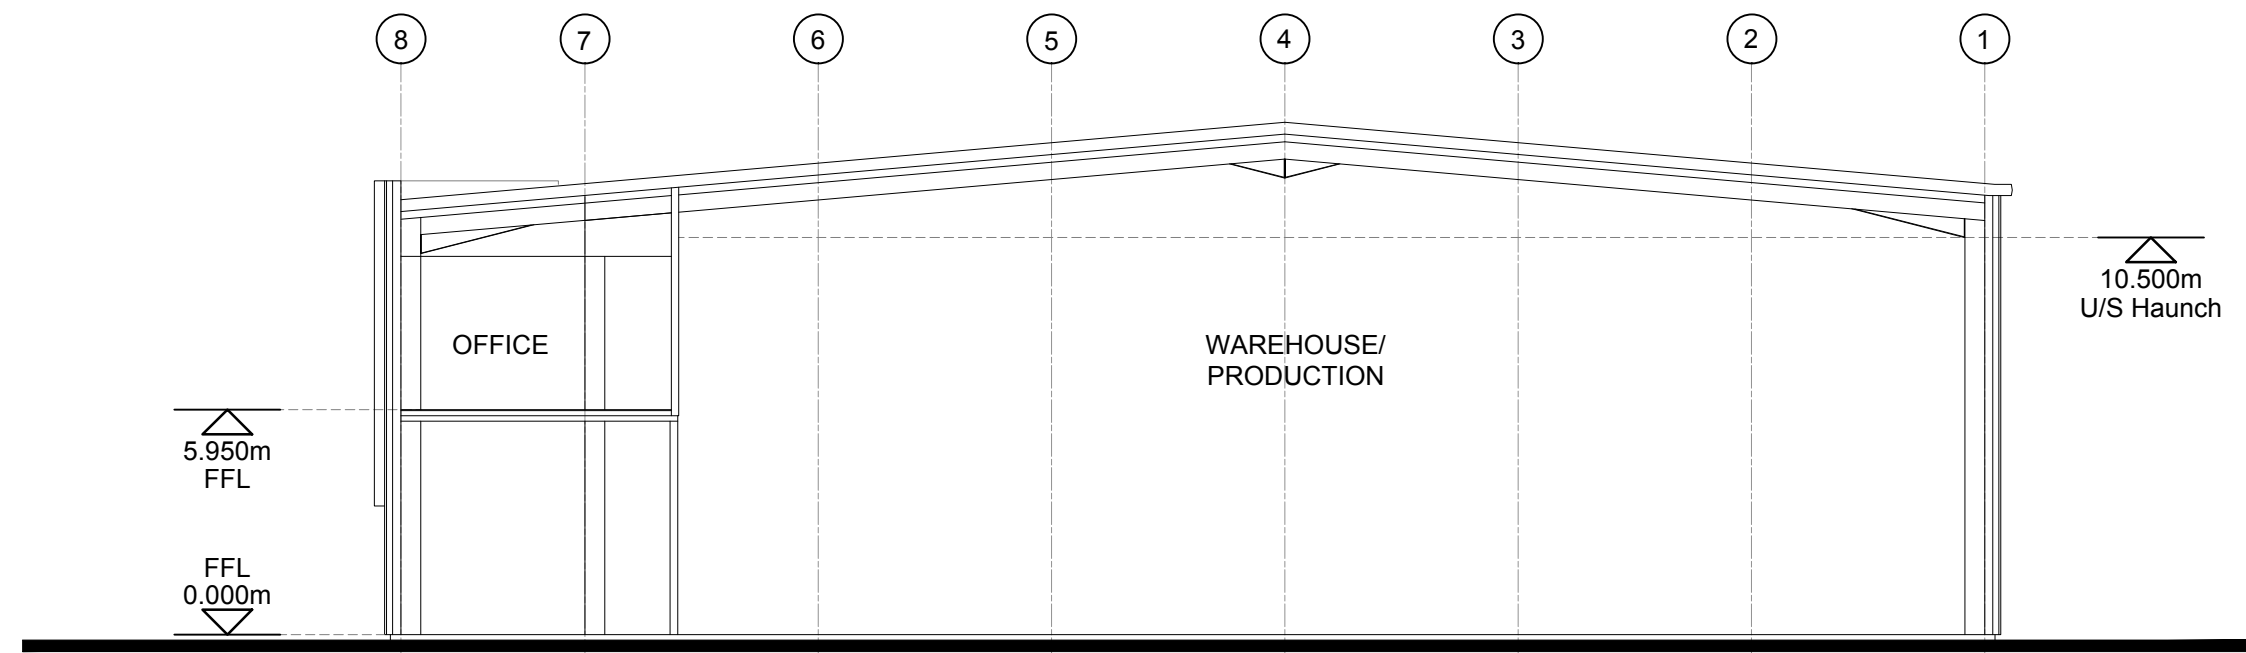 8 7 6 5 4 3 2 1
10.500m
U/S Haunch
OFFICE
WAREHOUSE/
PRODUCTION
5.950m
FFL
FFL
0.000m